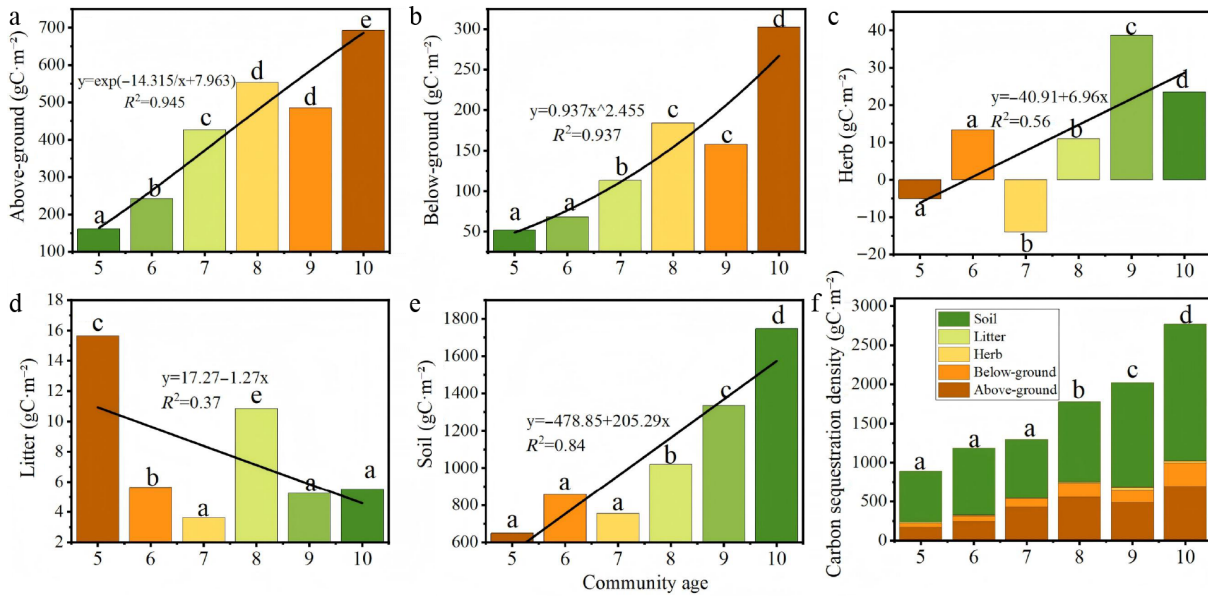 a
Above-ground (gC·m⁻²)
700
600
500
400
300
200
100
y=exp(−14.315/x+7.963)
R²=0.945
a
b
c
d
d
e
5 6 7 8 9 10
b
Below-ground (gC·m⁻²)
300
250
200
150
100
50
y=0.937x^2.455
R²=0.937
a
a
b
c
c
d
5 6 7 8 9 10
c
Herb (gC·m⁻²)
40
30
20
10
0
−10
−20
y=−40.91+6.96x
R²=0.56
a
a
b
b
c
d
5 6 7 8 9 10
d
Litter (gC·m⁻²)
18
16
14
12
10
8
6
4
2
y=17.27−1.27x
R²=0.37
c
b
a
e
a
a
5 6 7 8 9 10
e
Soil (gC·m⁻²)
1800
1600
1400
1200
1000
800
600
y=−478.85+205.29x
R²=0.84
a
a
a
b
c
d
5 6 7 8 9 10
Community age
f
Carbon sequestration density (gC·m⁻²)
3000
2500
2000
1500
1000
500
0
Soil
Litter
Herb
Below-ground
Above-ground
a
a
a
b
c
d
5 6 7 8 9 10